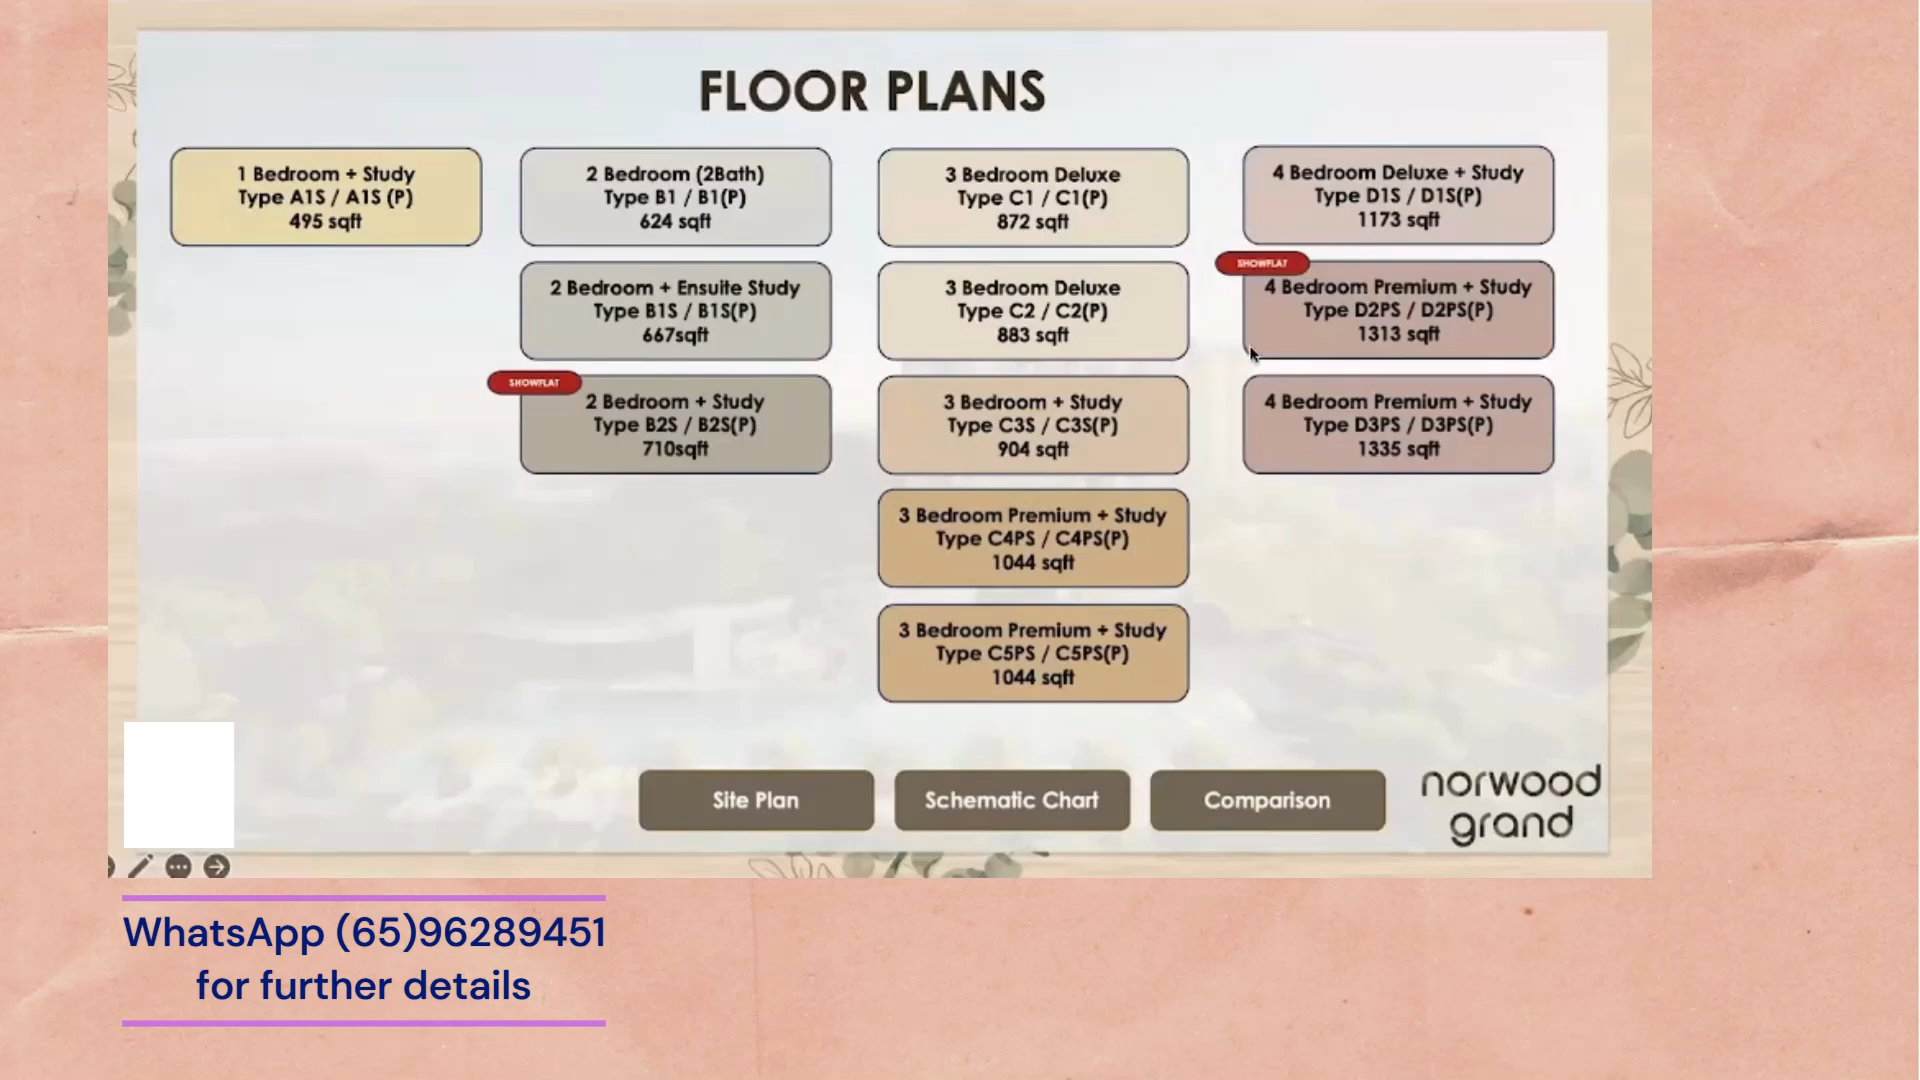 FLOOR PLANS
1 Bedroom + Study
Type A1S / A1S (P)
495 sqft
2 Bedroom (2Bath)
Type B1 / B1(P)
624 sqft
2 Bedroom + Ensuite Study
Type B1S / B1S(P)
667sqft
SHOWFLAT
2 Bedroom + Study
Type B2S / B2S(P)
710sqft
3 Bedroom Deluxe
Type C1 / C1(P)
872 sqft
3 Bedroom Deluxe
Type C2 / C2(P)
883 sqft
3 Bedroom + Study
Type C3S / C3S(P)
904 sqft
3 Bedroom Premium + Study
Type C4PS / C4PS(P)
1044 sqft
3 Bedroom Premium + Study
Type C5PS / C5PS(P)
1044 sqft
4 Bedroom Deluxe + Study
Type D1S / D1S(P)
1173 sqft
SHOWFLAT
4 Bedroom Premium + Study
Type D2PS / D2PS(P)
1313 sqft
4 Bedroom Premium + Study
Type D3PS / D3PS(P)
1335 sqft
Site Plan
Schematic Chart
Comparison
norwood
grand
WhatsApp (65)96289451
for further details